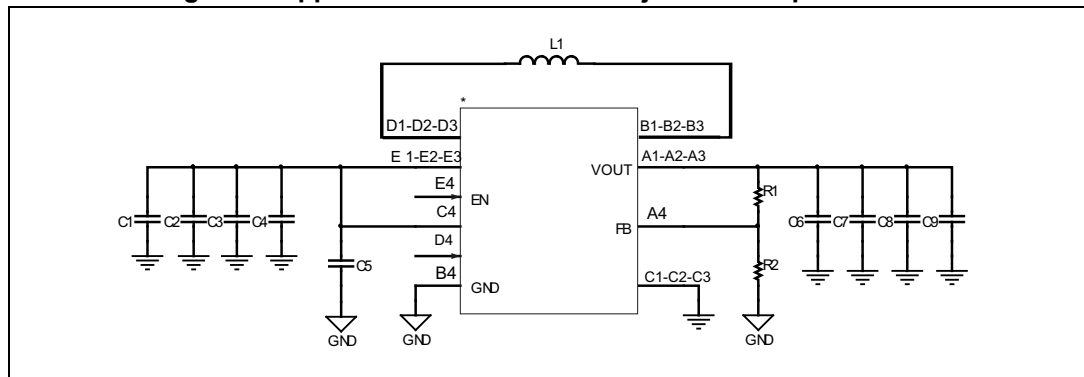 L1
*
D1-D2-D3
B1-B2-B3
E 1-E2-E3
A1-A2-A3
VOUT
E4
R1
EN
C1
C2
C3
C4
C4
A4
C6
C7
C8
C9
FB
D4
C5
R2
B4
C1-C2-C3
GND
GND
GND
GND